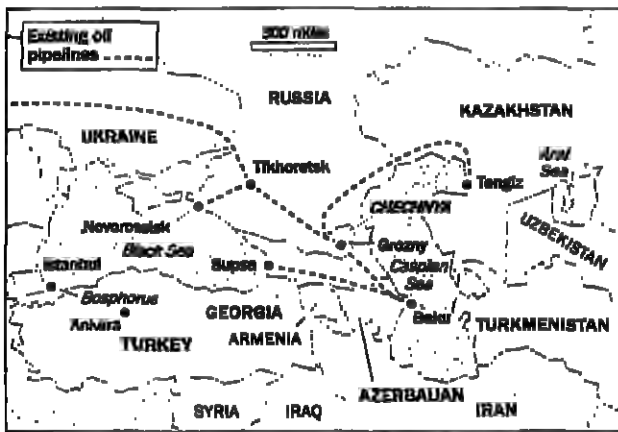 Existing oil
pipelines
300 miles
RUSSIA
KAZAKHSTAN
UKRAINE
Tikhoretsk
Aral
Sea
Tengiz
CHECHNYA
Novorossisk
Black Sea
Grozny
UZBEKISTAN
Istanbul
Supsa
Caspian
Sea
Bosphorus
GEORGIA
Baku
Ankara
ARMENIA
TURKMENISTAN
TURKEY
AZERBAIJAN
SYRIA
IRAQ
IRAN